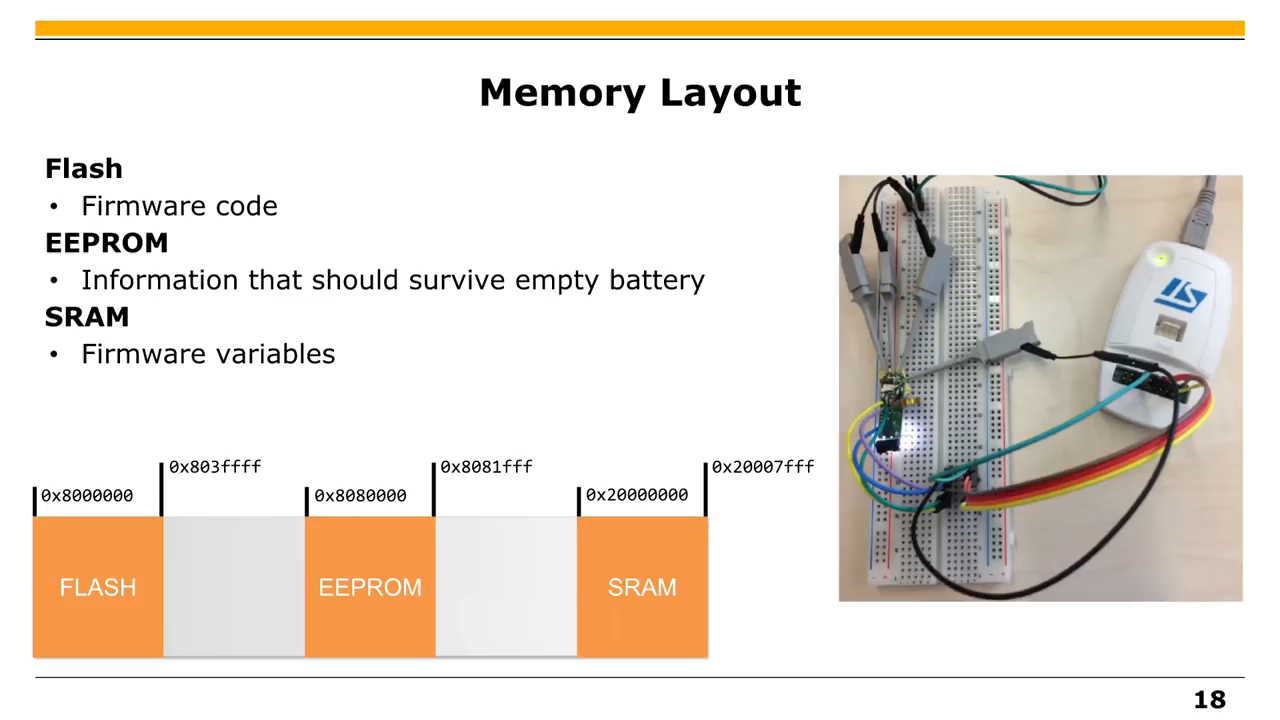 Memory Layout
Flash
• Firmware code
EEPROM
• Information that should survive empty battery
SRAM
• Firmware variables
0x803ffff
0x8081fff
0x20007fff
0x8000000
0x8080000
0x20000000
FLASH
EEPROM
SRAM
18